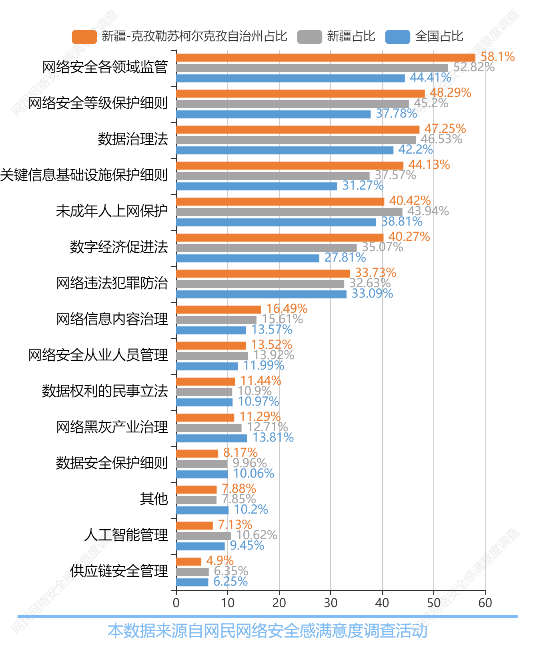 新疆-克孜勒苏柯尔克孜自治州占比 新疆占比 全国占比
网络安全各领域监管 58.1% 52.82% 44.41%
网络安全等级保护细则 48.29% 45.2% 37.78%
数据治理法 47.25% 46.53% 42.2%
关键信息基础设施保护细则 44.13% 37.57% 31.27%
未成年人上网保护 40.42% 43.94% 38.81%
数字经济促进法 40.27% 35.07% 27.81%
网络违法犯罪防治 33.73% 32.63% 33.09%
网络信息内容治理 16.49% 15.61% 13.57%
网络安全从业人员管理 13.52% 13.92% 11.99%
数据权利的民事立法 11.44% 10.9% 10.97%
网络黑灰产业治理 11.29% 12.71% 13.81%
数据安全保护细则 8.17% 9.96% 10.06%
其他 7.88% 7.85% 10.2%
人工智能管理 7.13% 10.62% 9.45%
供应链安全管理 4.9% 6.35% 6.25%
0 10 20 30 40 50 60
本数据来源自网民网络安全感满意度调查活动